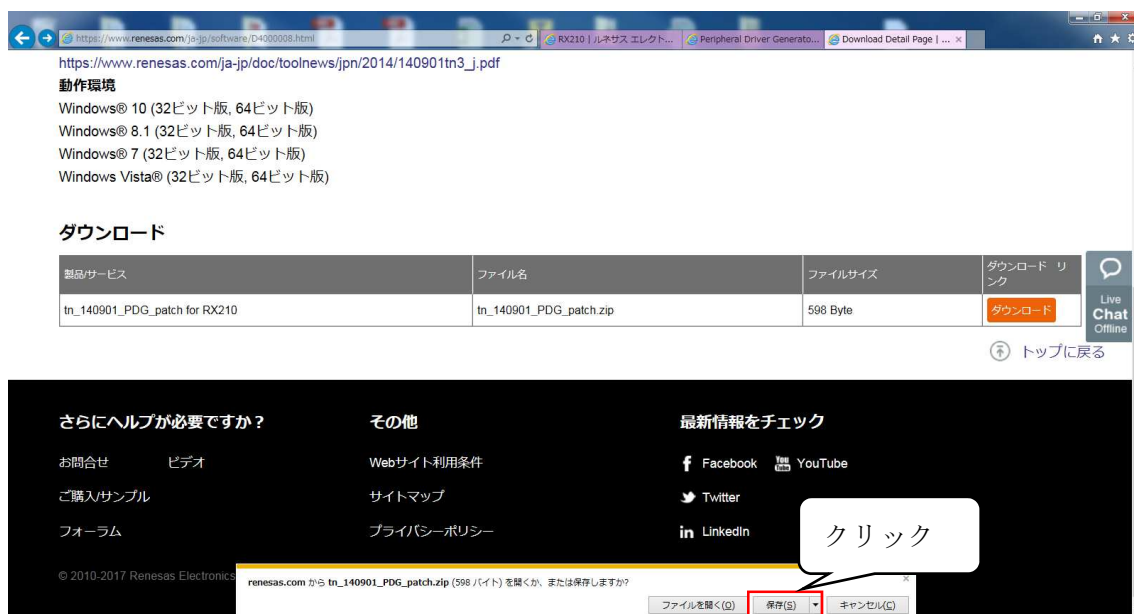 https://www.renesas.com/ja-jp/software/D4000008.html
RX210 | ルネサス エレクト...
Peripheral Driver Generato...
Download Detail Page | ...
https://www.renesas.com/ja-jp/doc/toolnews/jpn/2014/140901tn3_j.pdf
動作環境
Windows® 10 (32ビット版, 64ビット版)
Windows® 8.1 (32ビット版, 64ビット版)
Windows® 7 (32ビット版, 64ビット版)
Windows Vista® (32ビット版, 64ビット版)
ダウンロード
製品/サービス ファイル名 ファイルサイズ ダウンロード リ
ンク
tn_140901_PDG_patch for RX210 tn_140901_PDG_patch.zip 598 Byte ダウンロード
Live
Chat
Offline
トップに戻る
さらにヘルプが必要ですか? その他 最新情報をチェック
お問合せ ビデオ Webサイト利用条件 Facebook You Tube YouTube
ご購入/サンプル サイトマップ Twitter
フォーラム プライバシーポリシー in LinkedIn
クリック
© 2010-2017 Renesas Electronics
renesas.com から tn_140901_PDG_patch.zip (598 バイト) を開くか、または保存しますか?
ファイルを開く(O) 保存(S) キャンセル(C)